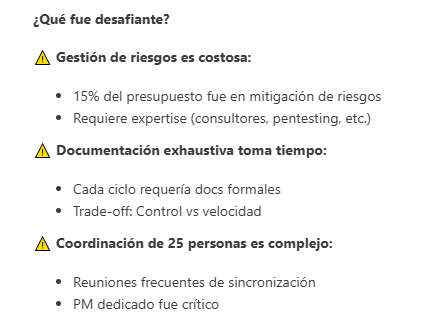 ¿Qué fue desafiante?
⚠️ Gestión de riesgos es costosa:
• 15% del presupuesto fue en mitigación de riesgos
• Requiere expertise (consultores, pentesting, etc.)
⚠️ Documentación exhaustiva toma tiempo:
• Cada ciclo requería docs formales
• Trade-off: Control vs velocidad
⚠️ Coordinación de 25 personas es complejo:
• Reuniones frecuentes de sincronización
• PM dedicado fue crítico